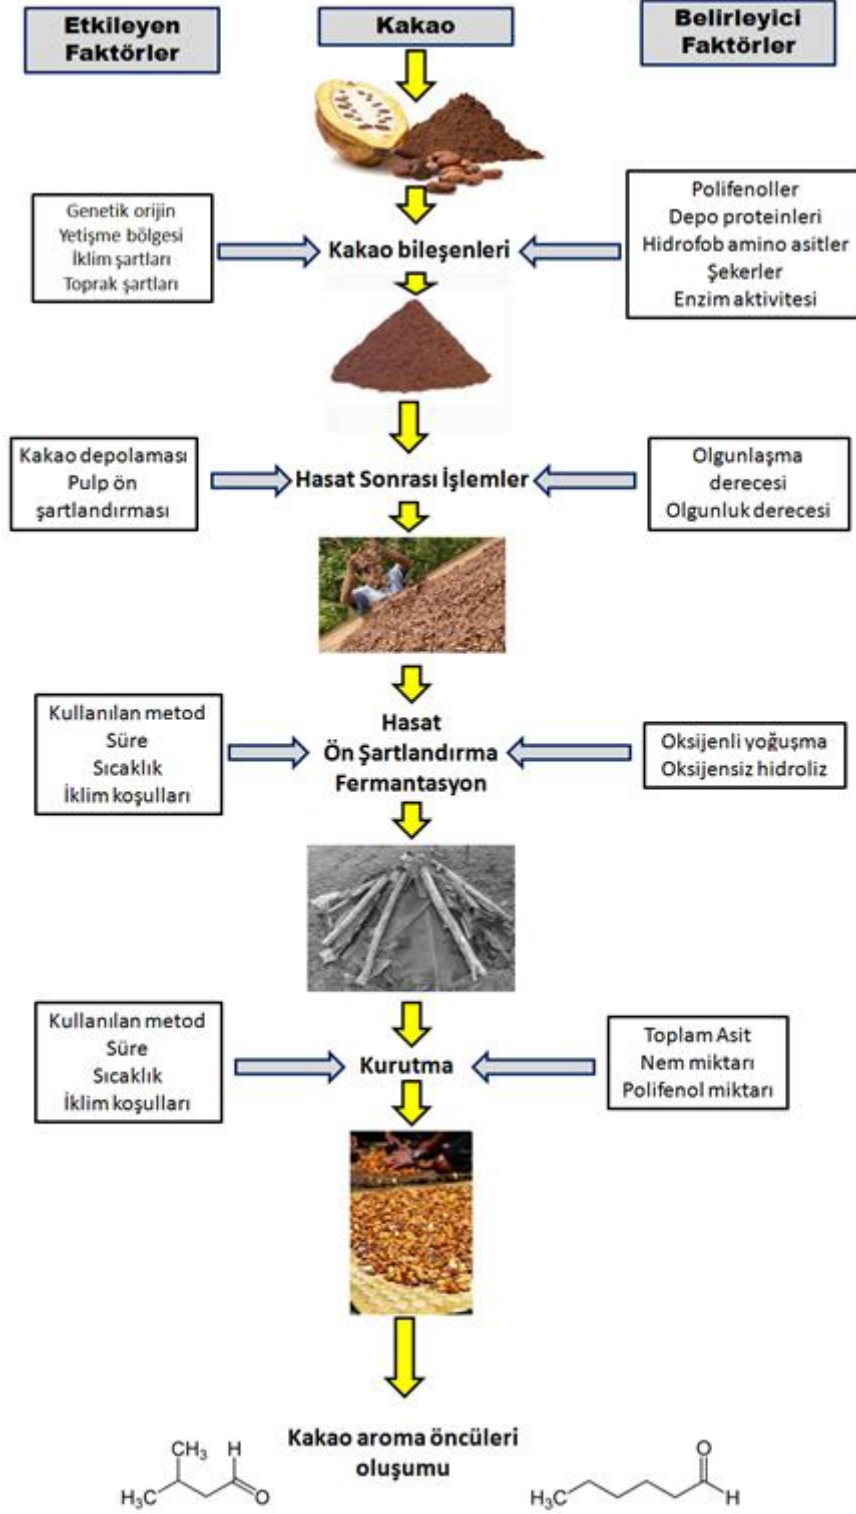 Etkileyen
Faktörler
Kakao
Belirleyici
Faktörler
Genetik orijin
Yetişme bölgesi
İklim şartları
Toprak şartları
Kakao bileşenleri
Polifenoller
Depo proteinleri
Hidrofob amino asitler
Şekerler
Enzim aktivitesi
Kakao depolaması
Pulp ön
şartlandırması
Hasat Sonrası İşlemler
Olgunlaşma
derecesi
Olgunluk derecesi
Kullanılan metod
Süre
Sıcaklık
İklim koşulları
Hasat
Ön Şartlandırma
Fermantasyon
Oksijenli yoğuşma
Oksijensiz hidroliz
Kullanılan metod
Süre
Sıcaklık
İklim koşulları
Kurutma
Toplam Asit
Nem miktarı
Polifenol miktarı
Kakao aroma öncüleri
oluşumu
CH₃ H
H₃C O
O
H₃C H